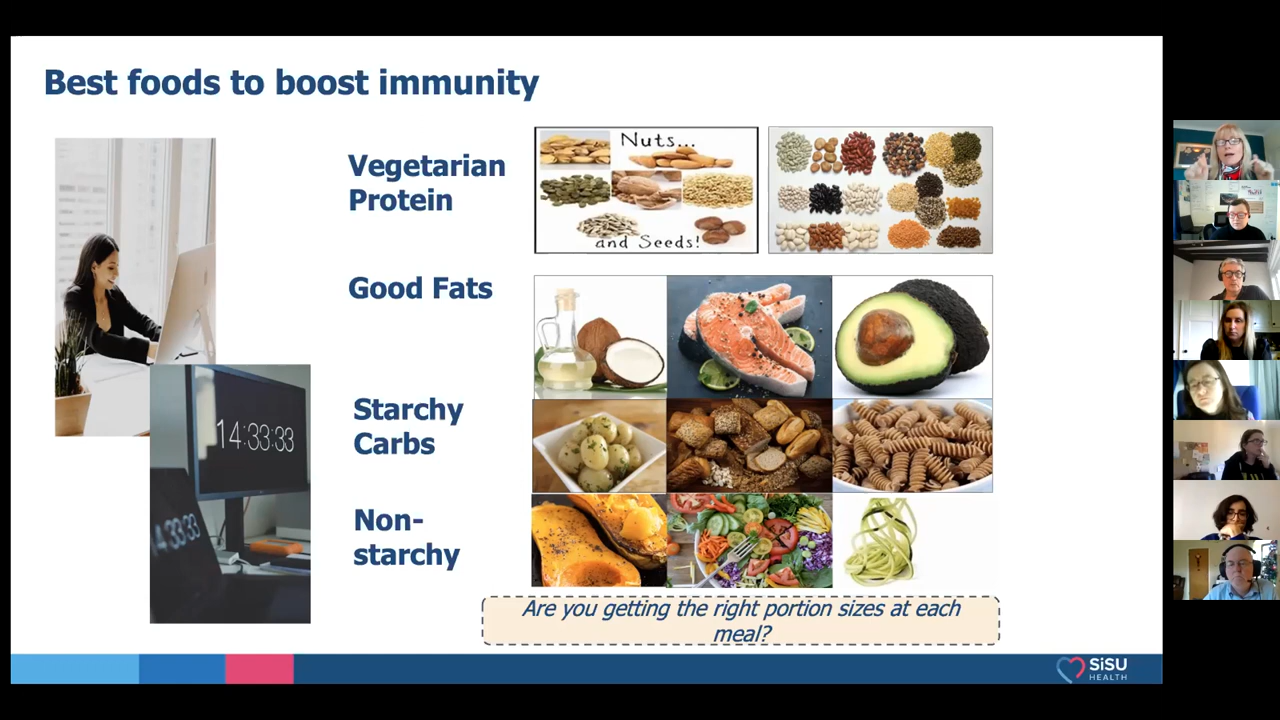 Best foods to boost immunity
Vegetarian
Protein
Nuts...
and Seeds!
Good Fats
14:33:33
Starchy
Carbs
Non-
starchy
14:33:33
Are you getting the right portion sizes at each
meal?
SiSU
HEALTH